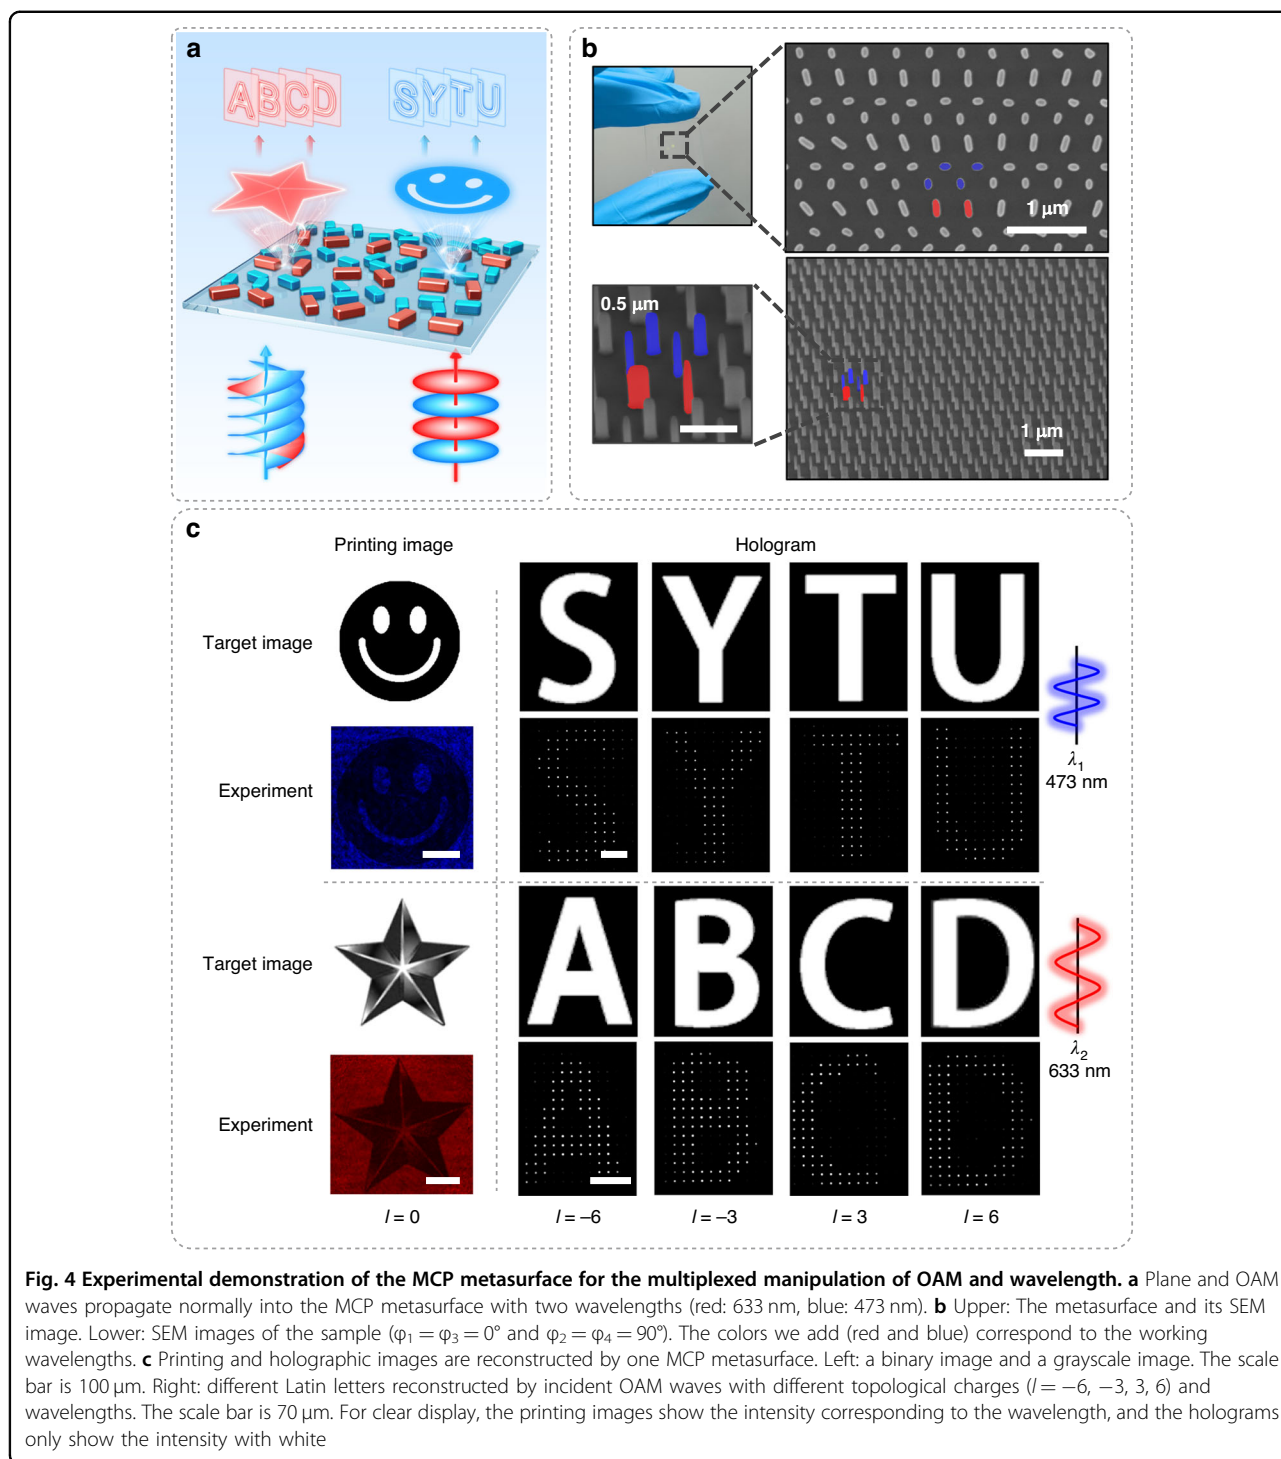 a
ABCD
SYTU
b
1 μm
0.5 μm
1 μm
c
Printing image
Hologram
Target image
S Y T U
λ1
473 nm
Experiment
Target image
A B C D
λ2
633 nm
Experiment
l = 0
l = –6
l = –3
l = 3
l = 6
Fig. 4 Experimental demonstration of the MCP metasurface for the multiplexed manipulation of OAM and wavelength. a Plane and OAM
waves propagate normally into the MCP metasurface with two wavelengths (red: 633 nm, blue: 473 nm). b Upper: The metasurface and its SEM
image. Lower: SEM images of the sample (φ1 = φ3 = 0° and φ2 = φ4 = 90°). The colors we add (red and blue) correspond to the working
wavelengths. c Printing and holographic images are reconstructed by one MCP metasurface. Left: a binary image and a grayscale image. The scale
bar is 100 μm. Right: different Latin letters reconstructed by incident OAM waves with different topological charges (l = −6, −3, 3, 6) and
wavelengths. The scale bar is 70 μm. For clear display, the printing images show the intensity corresponding to the wavelength, and the holograms
only show the intensity with white